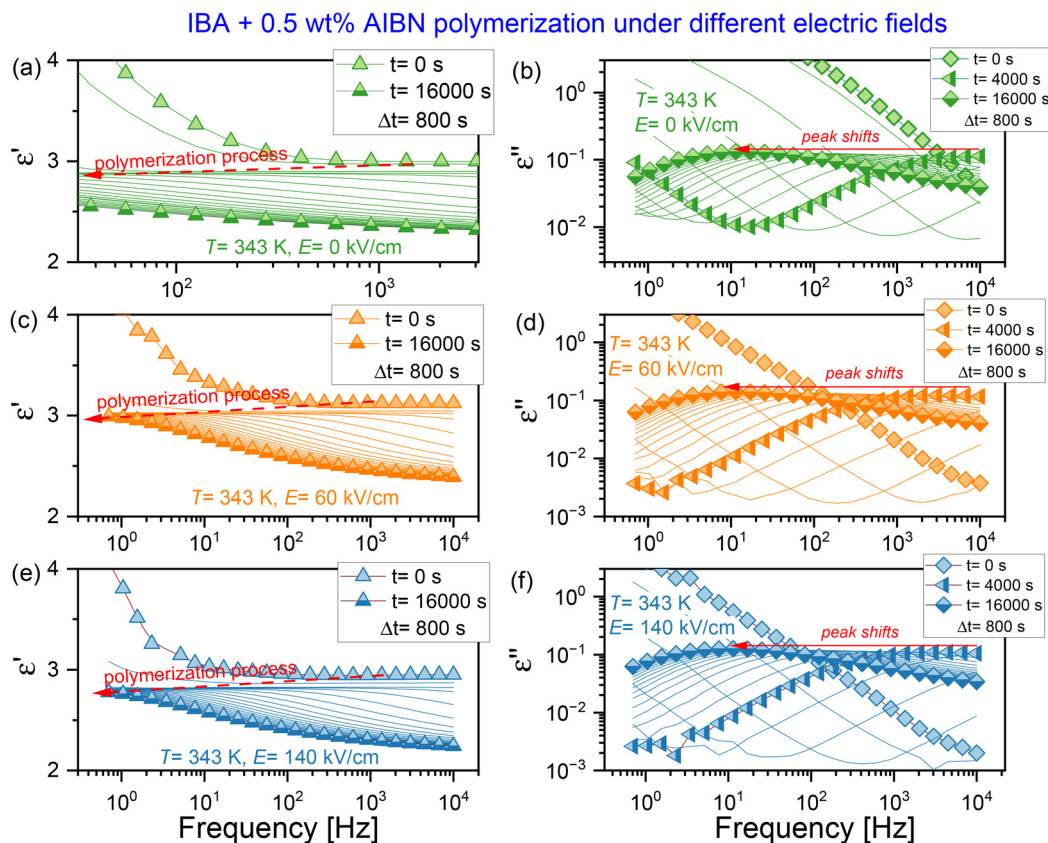 IBA + 0.5 wt% AIBN polymerization under different electric fields
(a)
4
3
2
ε'
10² 10³
t= 0 s
t= 16000 s
Δt= 800 s
polymerization process
T= 343 K, E= 0 kV/cm
(b)
10⁰
10⁻¹
10⁻²
ε''
10⁰ 10¹ 10² 10³ 10⁴
t= 0 s
t= 4000 s
t= 16000 s
Δt= 800 s
T= 343 K
E= 0 kV/cm
peak shifts
(c)
4
3
2
ε'
10⁰ 10¹ 10² 10³ 10⁴
t= 0 s
t= 16000 s
Δt= 800 s
polymerization process
T= 343 K, E= 60 kV/cm
(d)
10⁰
10⁻¹
10⁻²
10⁻³
ε''
10⁰ 10¹ 10² 10³ 10⁴
t= 0 s
t= 4000 s
t= 16000 s
Δt= 800 s
T= 343 K
E= 60 kV/cm
peak shifts
(e)
4
3
2
ε'
10⁰ 10¹ 10² 10³ 10⁴
Frequency [Hz]
t= 0 s
t= 16000 s
Δt= 800 s
polymerization process
T= 343 K, E= 140 kV/cm
(f)
10⁰
10⁻¹
10⁻²
10⁻³
ε''
10⁰ 10¹ 10² 10³ 10⁴
Frequency [Hz]
t= 0 s
t= 4000 s
t= 16000 s
Δt= 800 s
T= 343 K
E= 140 kV/cm
peak shifts